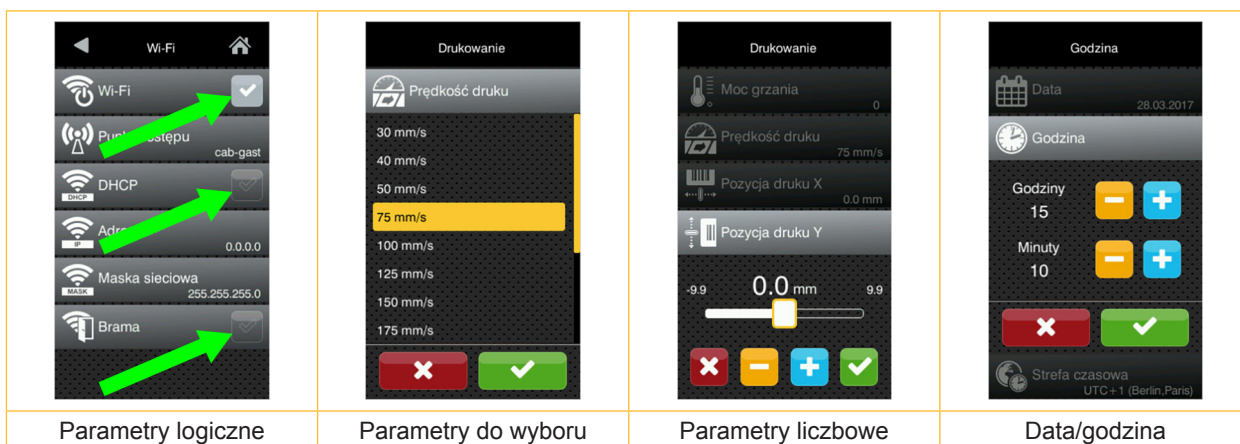 Wi-Fi
Wi-Fi
cab-gast
DHCP
DHCP
IP
0.0.0.0
Maska sieciowa
MASK
255.255.255.0
Brama
Parametry logiczne
Drukowanie
Prędkość druku
30 mm/s
40 mm/s
50 mm/s
75 mm/s
100 mm/s
125 mm/s
150 mm/s
175 mm/s
Parametry do wyboru
Drukowanie
Moc grzania
0
Prędkość druku
75 mm/s
Pozycja druku X
0.0 mm
Pozycja druku Y
-9.9 0.0 mm 9.9
Parametry liczbowe
Godzina
Data
28.03.2017
Godzina
Godziny
15
Minuty
10
Strefa czasowa
UTC+1 (Berlin,Paris)
Data/godzina